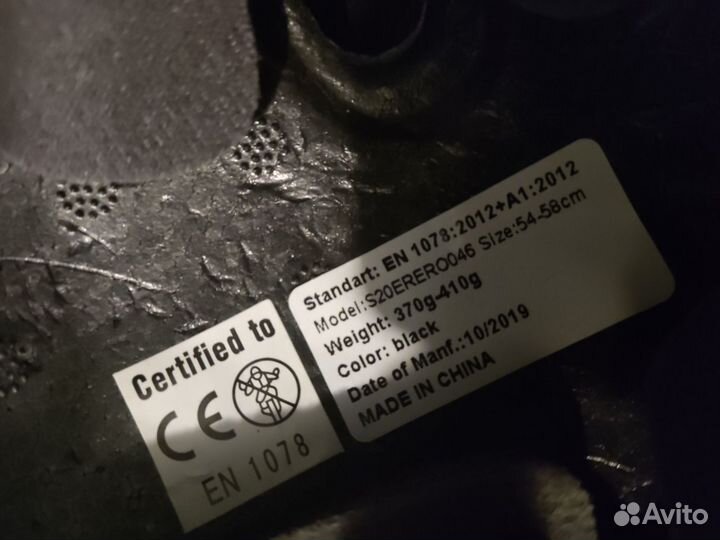 Standart: EN 1078:2012+A1:2012
Model:S20ERERO046 Size:54-58cm
Weight: 370g-410g
Color: black
Date of Manf.:10/2019
MADE IN CHINA
Certified to
CE
EN 1078
Avito